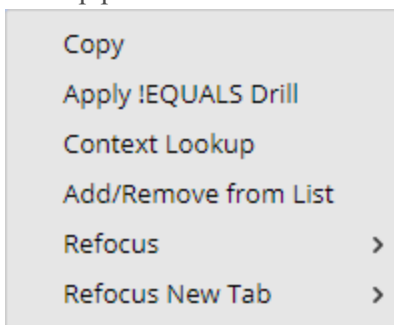 Copy
Apply !EQUALS Drill
Context Lookup
Add/Remove from List
Refocus
Refocus New Tab